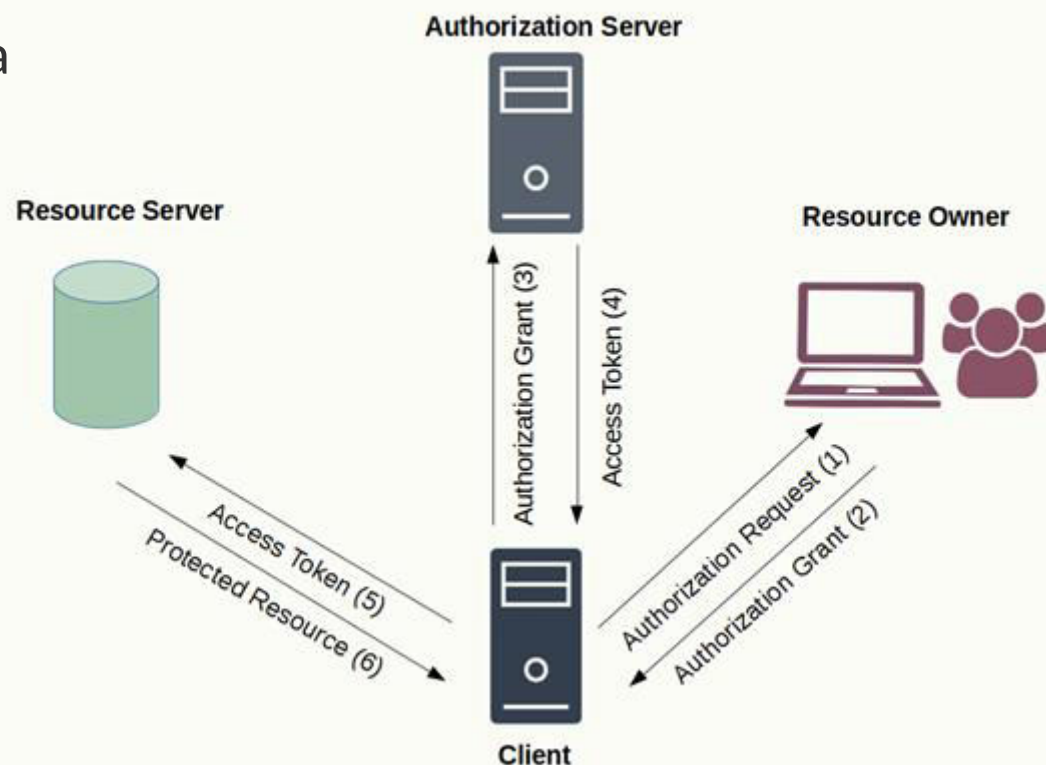 Authorization Server
a
Resource Server
Resource Owner
Authorization Grant (3)
Access Token (4)
Authorization Request (1)
Authorization Grant (2)
Access Token (5)
Protected Resource (6)
Client